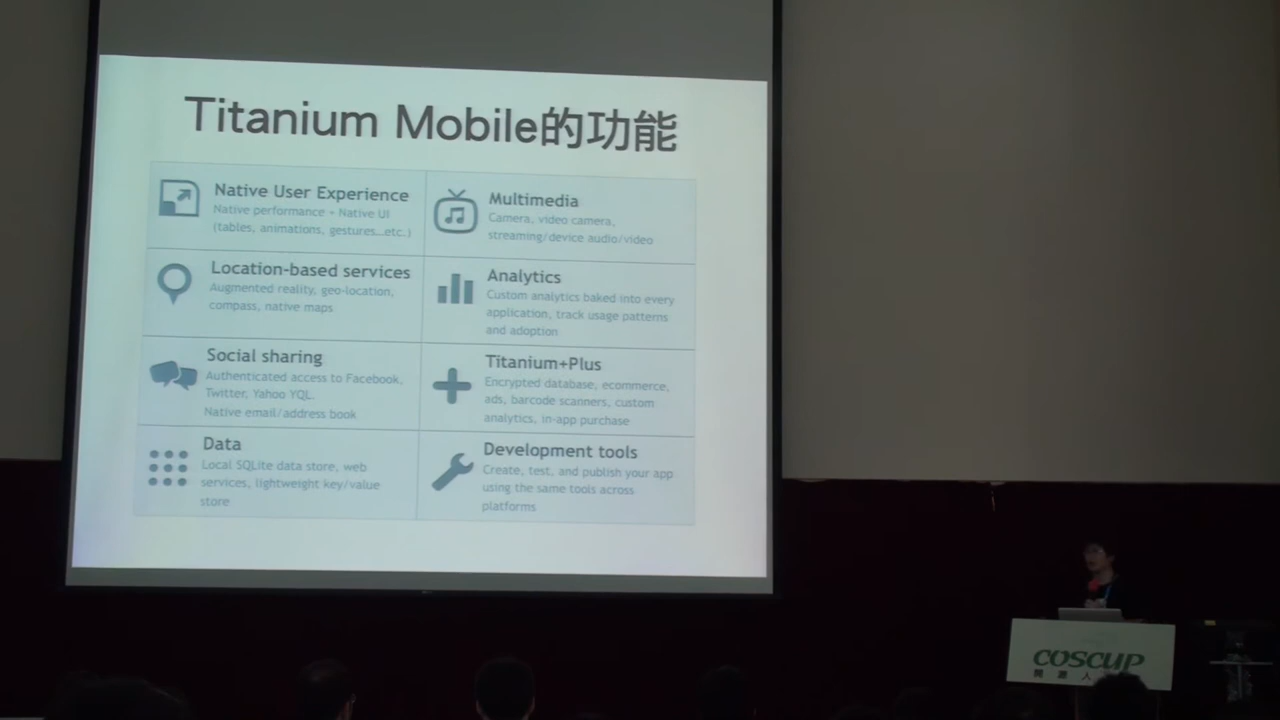 Titanium Mobile的功能
Native User Experience
Native performance - Native UI
(tables, animations, gestures...etc.)
Multimedia
Camera, video camera,
streaming/device audio/video
Location-based services
Augmented reality, geo-location,
compass, native maps
Analytics
Custom analytics baked into every
application, track usage patterns
and adoption
Social sharing
Authenticated access to Facebook,
Twitter, Yahoo YQL.
Native email/address book
Titanium+Plus
Encrypted database, ecommerce,
ads, barcode scanners, custom
analytics, in-app purchase
Data
Local SQLite data store, web
services, lightweight key/value
store
Development tools
Create, test, and publish your app
using the same tools across
platforms
COSCUP
開源人